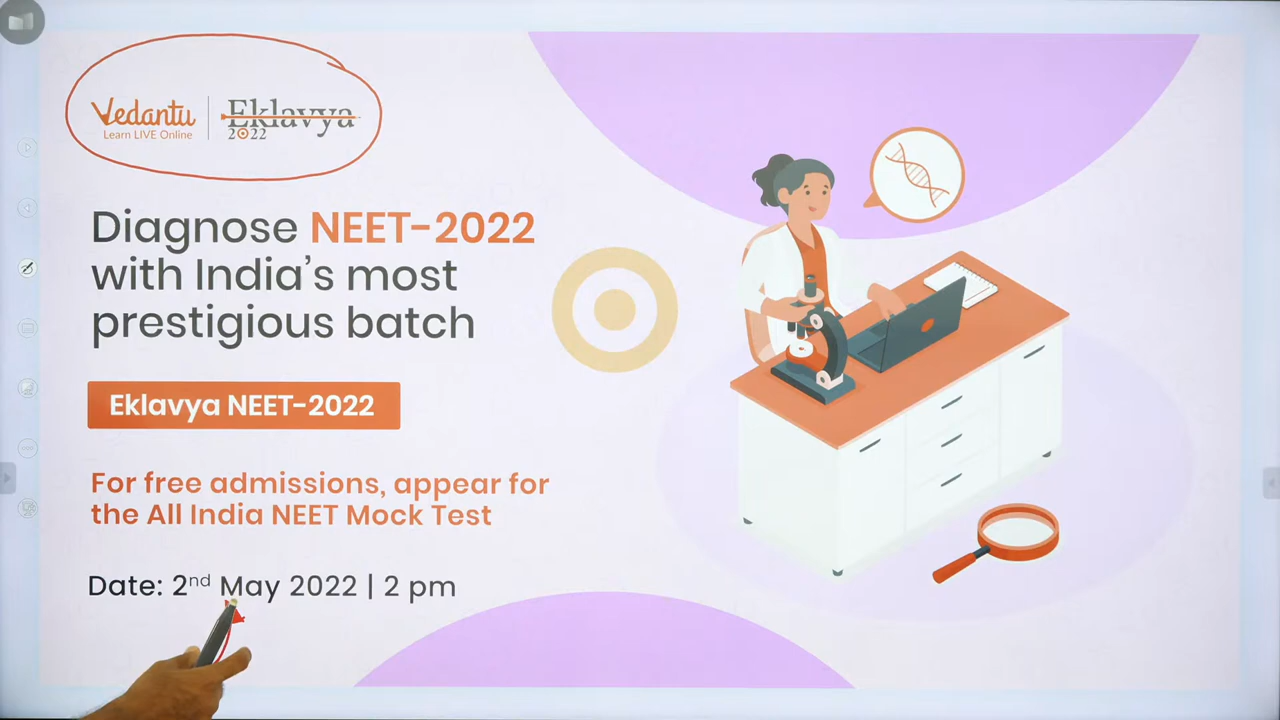 Vedantu
Learn LIVE Online
Eklavya
2022
Diagnose NEET-2022
with India's most
prestigious batch
Eklavya NEET-2022
For free admissions, appear for
the All India NEET Mock Test
Date: 2nd May 2022 | 2 pm